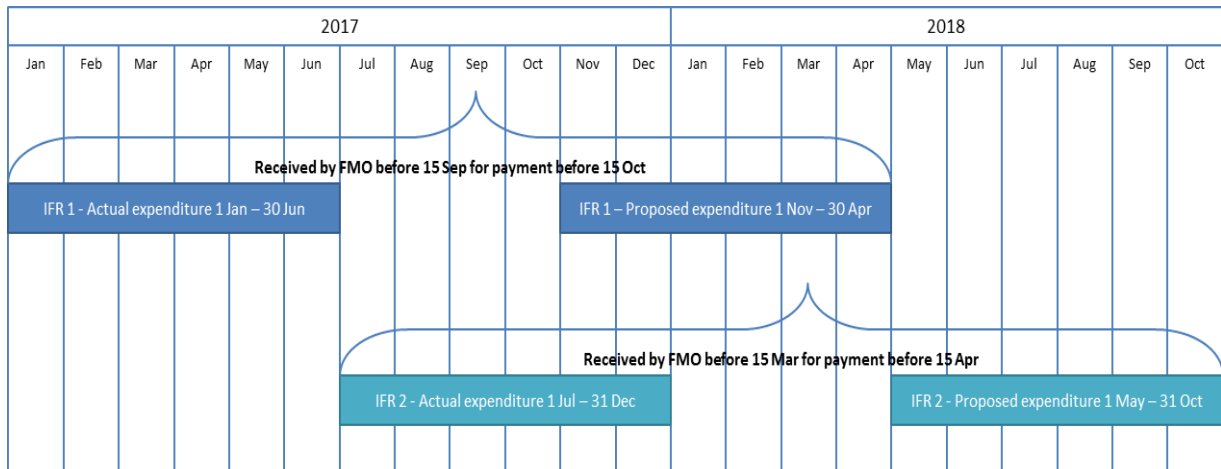 2017 2018
Jan Feb Mar Apr May Jun Jul Aug Sep Oct Nov Dec Jan Feb Mar Apr May Jun Jul Aug Sep Oct
Received by FMO before 15 Sep for payment before 15 Oct
IFR 1 - Actual expenditure 1 Jan – 30 Jun IFR 1 – Proposed expenditure 1 Nov – 30 Apr
Received by FMO before 15 Mar for payment before 15 Apr
IFR 2 - Actual expenditure 1 Jul – 31 Dec IFR 2 - Proposed expenditure 1 May – 31 Oct